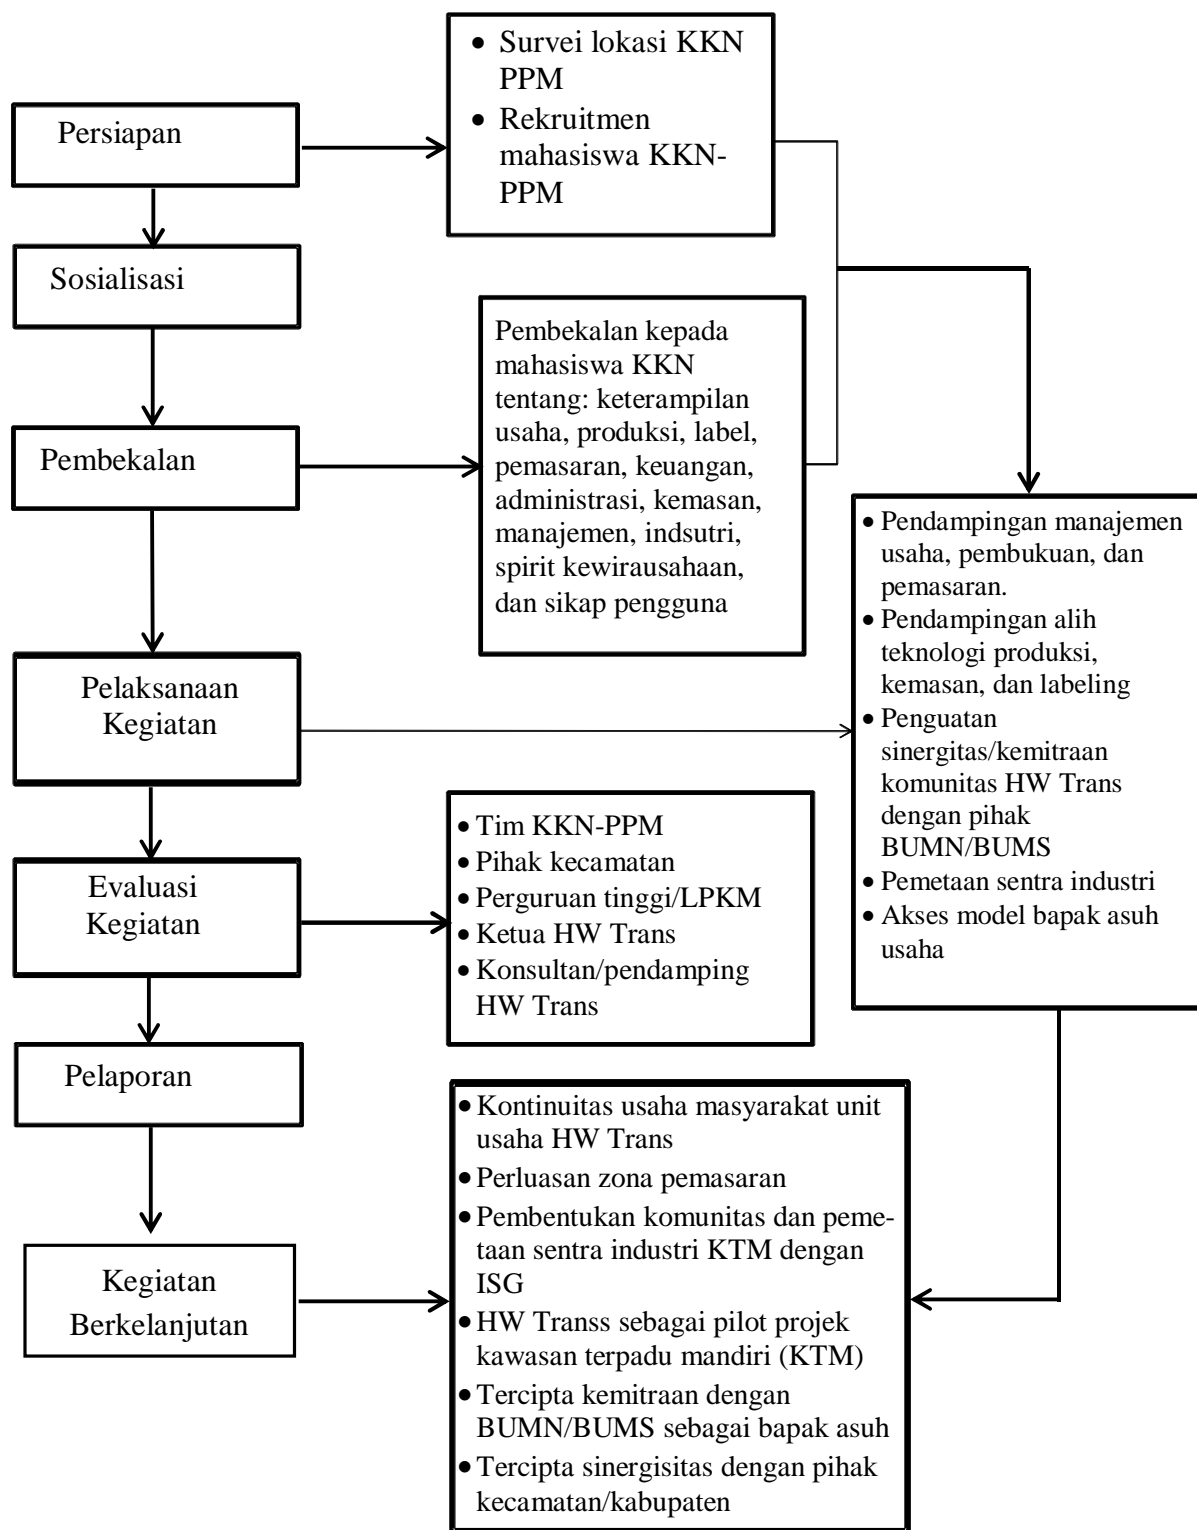 • Survei lokasi KKN
PPM
• Rekruitmen
mahasiswa KKN-
PPM
Persiapan
Sosialisasi
Pembekalan kepada
mahasiswa KKN
tentang: keterampilan
usaha, produksi, label,
pemasaran, keuangan,
administrasi, kemasan,
manajemen, indsutri,
spirit kewirausahaan,
dan sikap pengguna
Pembekalan
• Pendampingan manajemen
usaha, pembukuan, dan
pemasaran.
• Pendampingan alih
teknologi produksi,
kemasan, dan labeling
• Penguatan
sinergitas/kemitraan
komunitas HW Trans
dengan pihak
BUMN/BUMS
• Pemetaan sentra industri
• Akses model bapak asuh
usaha
Pelaksanaan
Kegiatan
• Tim KKN-PPM
• Pihak kecamatan
• Perguruan tinggi/LPKM
• Ketua HW Trans
• Konsultan/pendamping
HW Trans
Evaluasi
Kegiatan
Pelaporan
• Kontinuitas usaha masyarakat unit
usaha HW Trans
• Perluasan zona pemasaran
• Pembentukan komunitas dan peme-
taan sentra industri KTM dengan
ISG
• HW Transs sebagai pilot projek
kawasan terpadu mandiri (KTM)
• Tercipta kemitraan dengan
BUMN/BUMS sebagai bapak asuh
• Tercipta sinergisitas dengan pihak
kecamatan/kabupaten
Kegiatan
Berkelanjutan